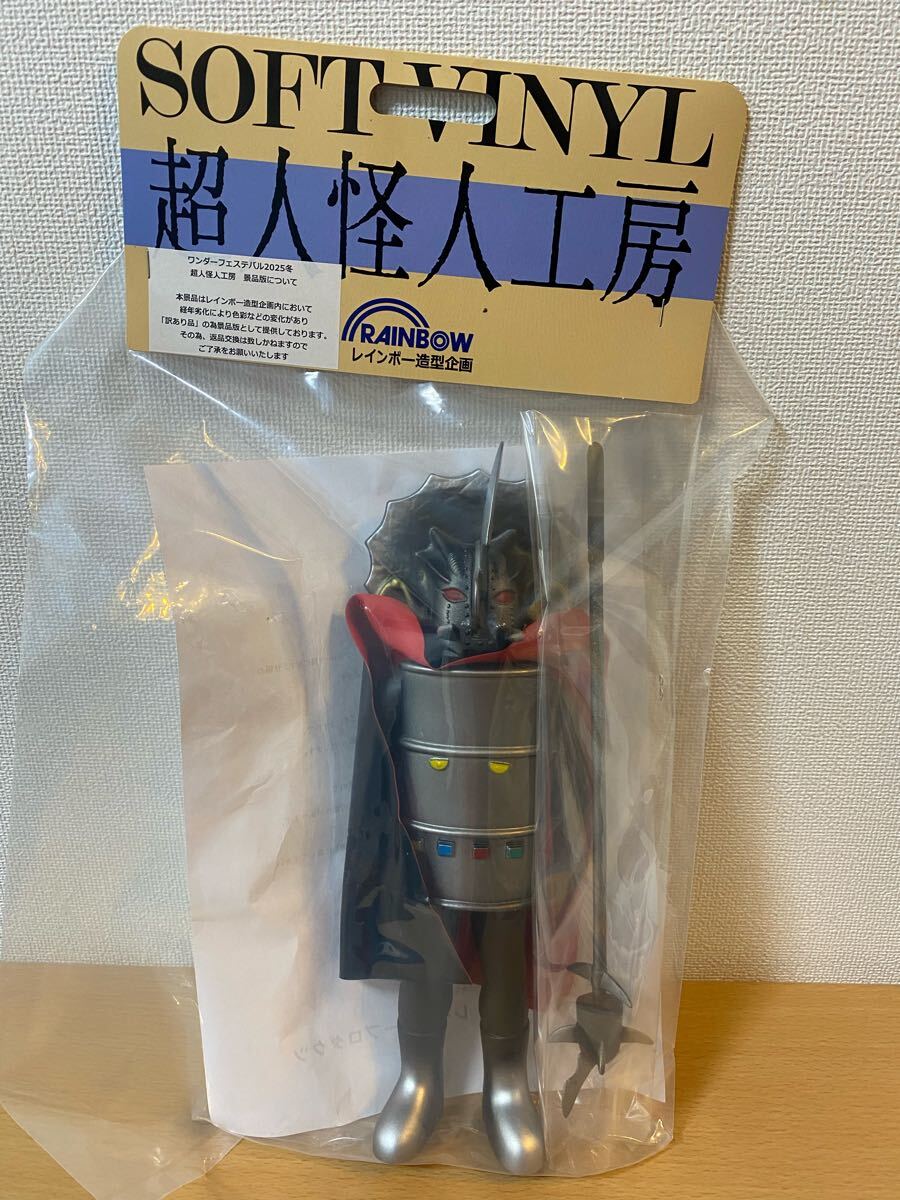 SOFT VINYL
超人怪人工房
ワンダーフェスティバル2025冬
超人怪人工房　景品版について
本景品はレインボー造型企画内において
経年劣化により色彩などの変化があり
「訳あり品」の為景品版として提供しております。
その為、返品交換は致しかねますので
ご了承をお願いいたします
RAINBOW
レインボー造型企画